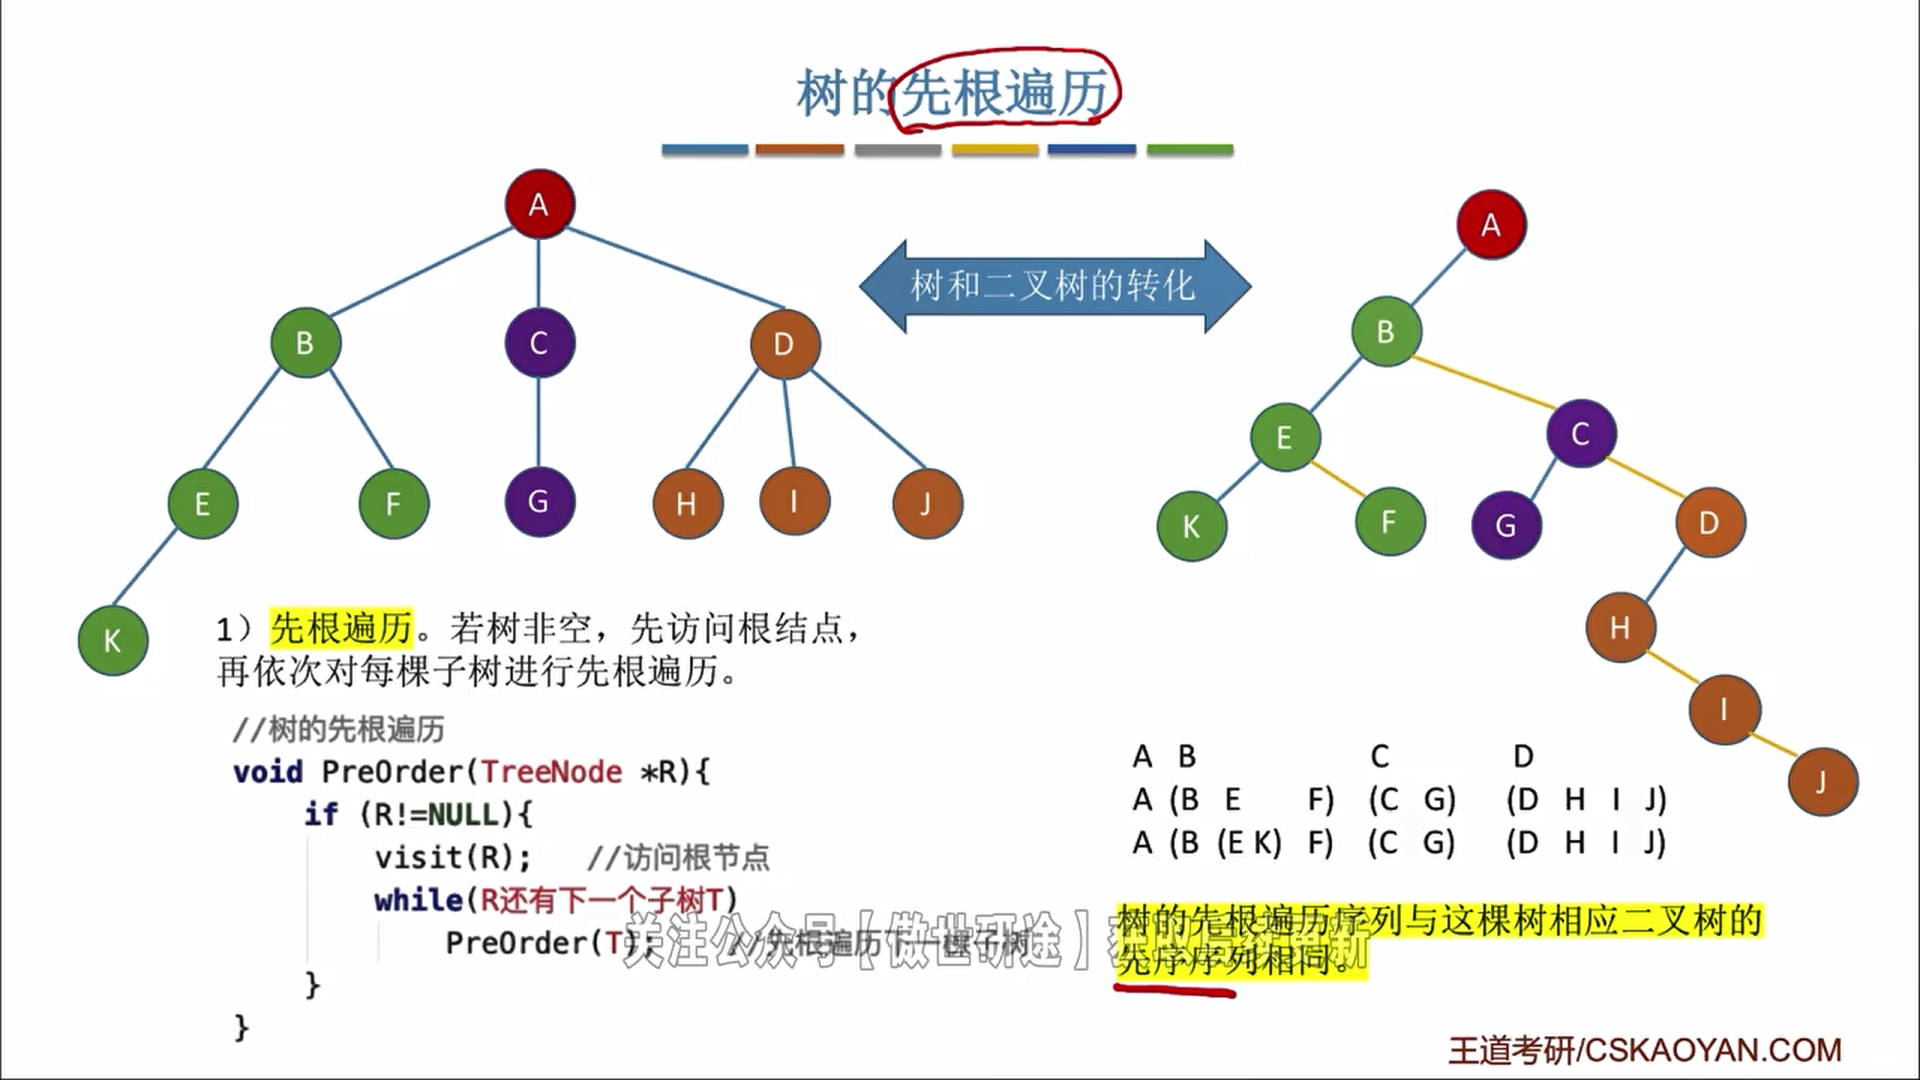 树的先根遍历
A
B
C
D
E
F
G
H
I
J
K
树和二叉树的转化
A
B
E
C
K
F
G
D
H
I
J
1）先根遍历。若树非空，先访问根结点，
再依次对每棵子树进行先根遍历。
//树的先根遍历
void PreOrder(TreeNode *R){
if (R!=NULL){
visit(R); //访问根节点
while(R还有下一个子树T)
PreOrder(T); //先根遍历下一棵子树
}
}
A B C D
A (B E F) (C G) (D H I J)
A (B (E K) F) (C G) (D H I J)
树的先根遍历序列与这棵树相应二叉树的
先序序列相同。
关注公众号【傲世研途】获取后续更新
王道考研/CSKAOYAN.COM